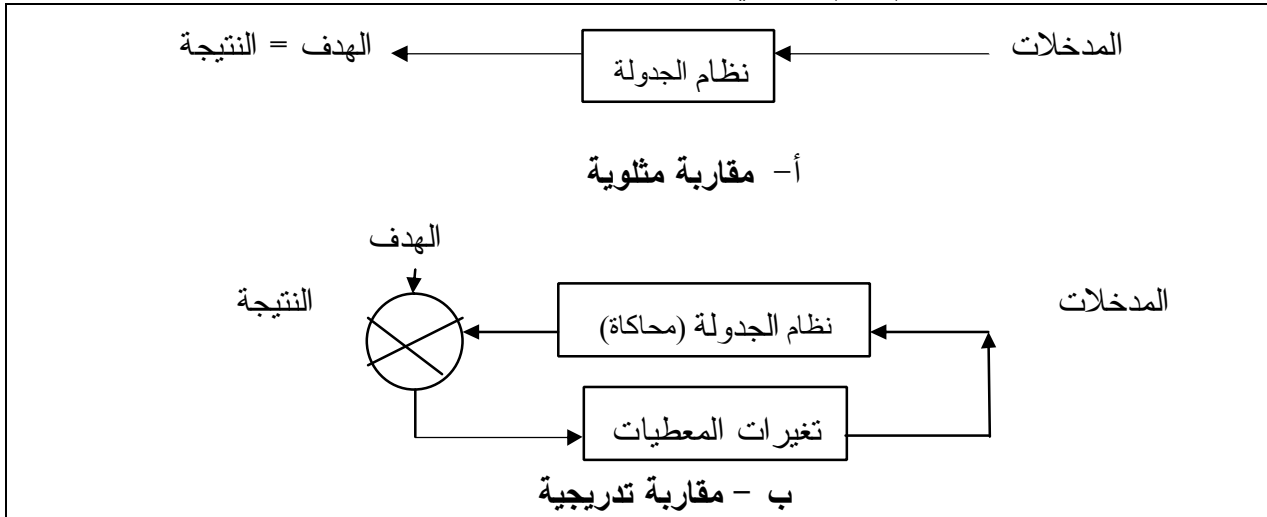 المدخلات
نظام الجدولة
الهدف = النتيجة
أ- مقاربة مثلوية
الهدف
المدخلات
نظام الجدولة (محاكاة)
النتيجة
تغيرات المعطيات
ب - مقاربة تدريجية